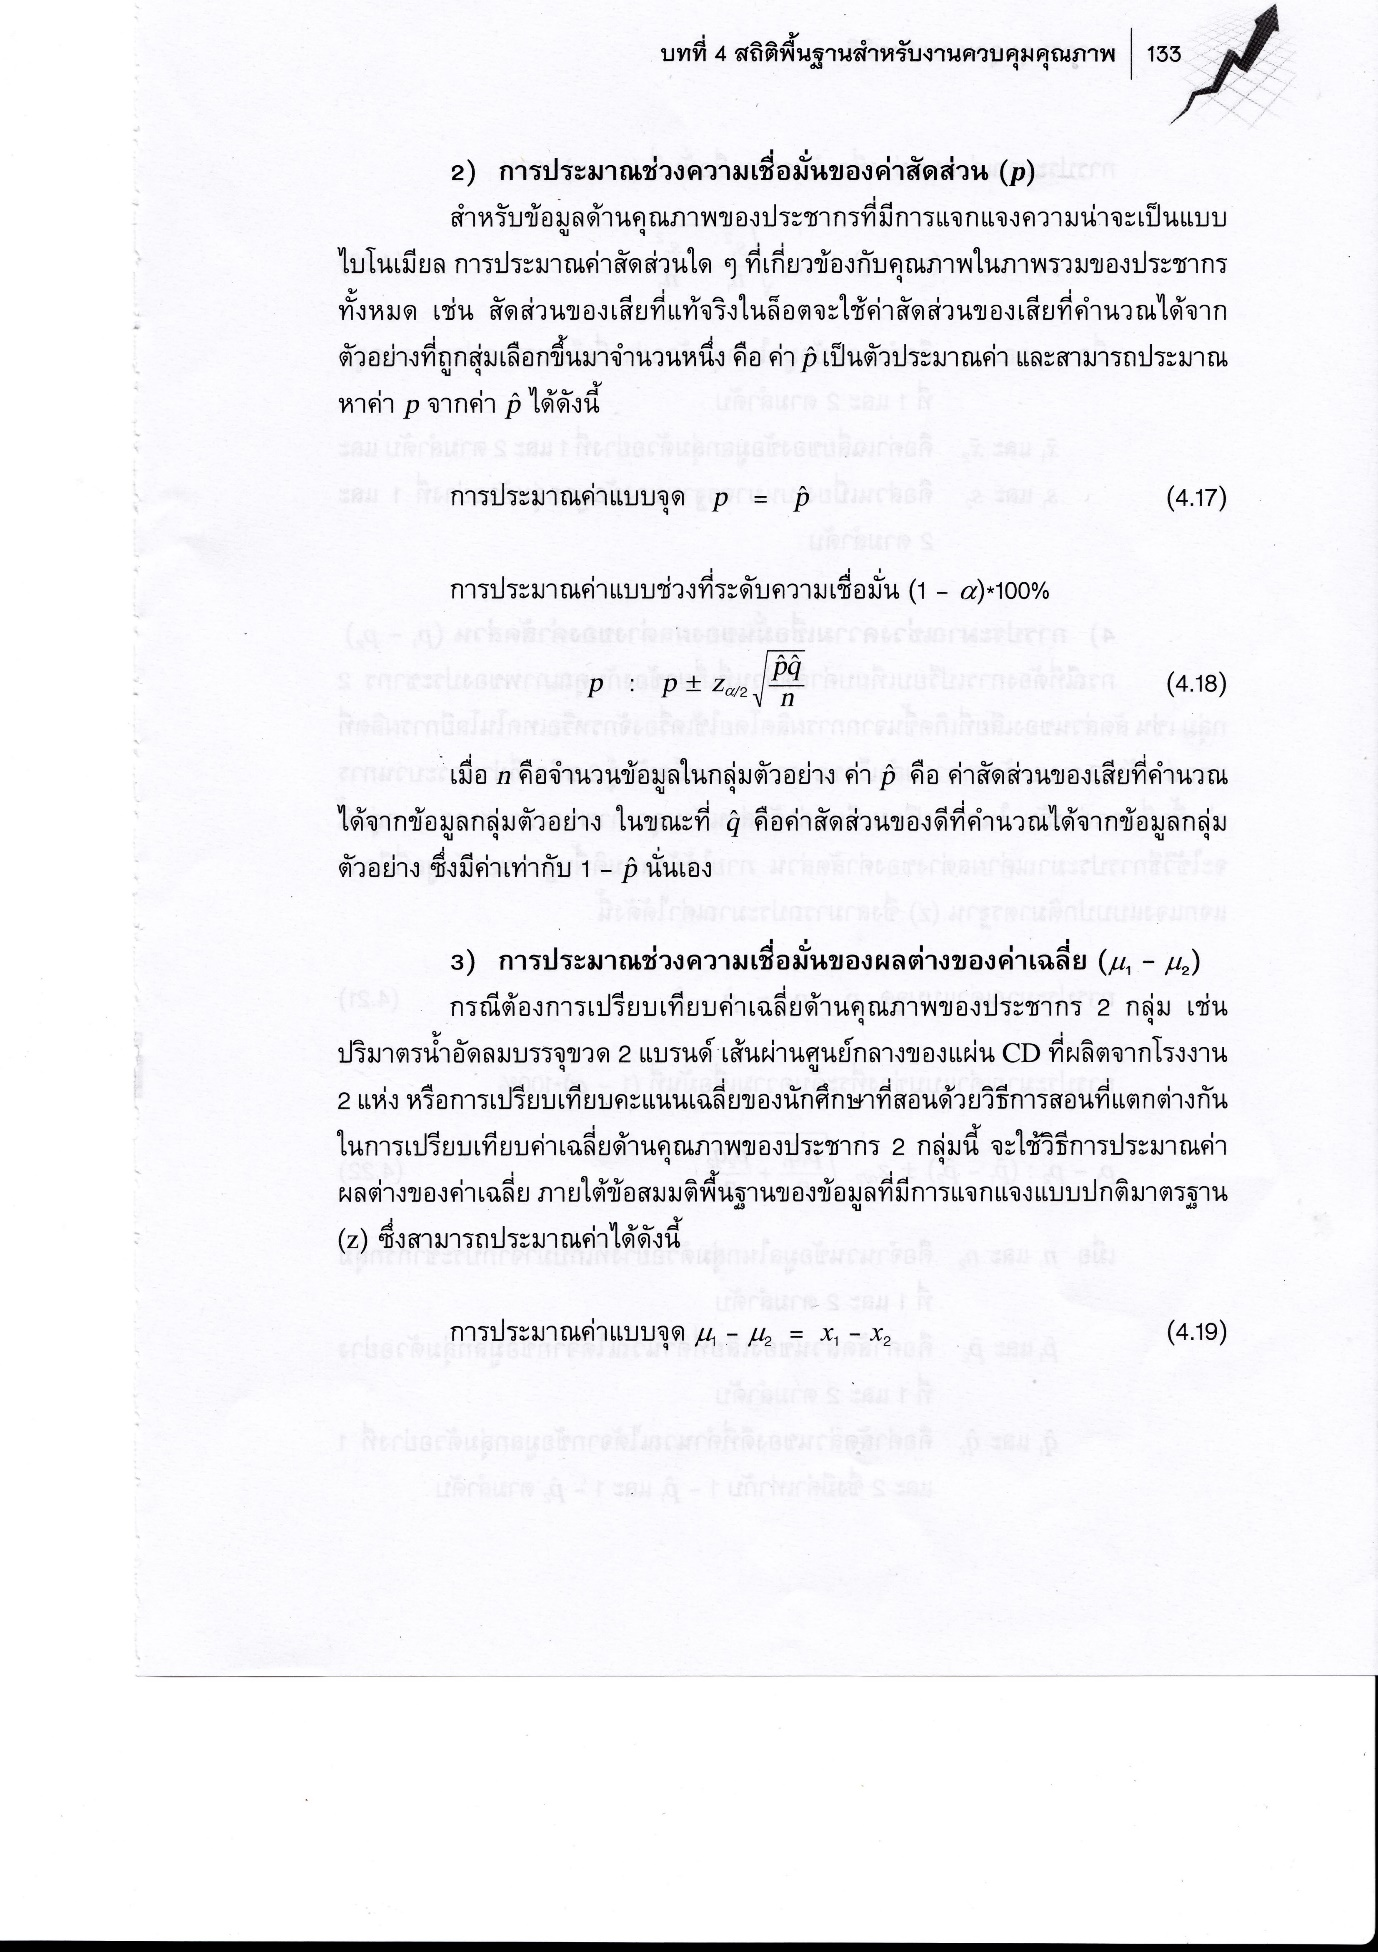 บทที่ 4 สถิติพื้นฐานสำหรับงานควบคุมคุณภาพ | 133
2) การประมาณช่วงความเชื่อมั่นของค่าสัดส่วน (p)
สำหรับข้อมูลด้านคุณภาพของประชากรที่มีการแจกแจงความน่าจะเป็นแบบ
ไบโนเมียล การประมาณค่าสัดส่วนใด ๆ ที่เกี่ยวข้องกับคุณภาพในภาพรวมของประชากร
ทั้งหมด เช่น สัดส่วนของเสียที่แท้จริงในล็อตจะใช้ค่าสัดส่วนของเสียที่คำนวณได้จาก
ตัวอย่างที่ถูกสุ่มเลือกขึ้นมาจำนวนหนึ่ง คือ ค่า p̂ เป็นตัวประมาณค่า และสามารถประมาณ
หาค่า p จากค่า p̂ ได้ดังนี้
การประมาณค่าแบบจุด p = p̂ (4.17)
การประมาณค่าแบบช่วงที่ระดับความเชื่อมั่น (1 - α)*100%
p : p ± z_{α/2} √(p̂q̂/n) (4.18)
เมื่อ n คือจำนวนข้อมูลในกลุ่มตัวอย่าง ค่า p̂ คือ ค่าสัดส่วนของเสียที่คำนวณ
ได้จากข้อมูลกลุ่มตัวอย่าง ในขณะที่ q̂ คือค่าสัดส่วนของดีที่คำนวณได้จากข้อมูลกลุ่ม
ตัวอย่าง ซึ่งมีค่าเท่ากับ 1 - p̂ นั่นเอง
3) การประมาณช่วงความเชื่อมั่นของผลต่างของค่าเฉลี่ย (μ₁ - μ₂)
กรณีต้องการเปรียบเทียบค่าเฉลี่ยด้านคุณภาพของประชากร 2 กลุ่ม เช่น
ปริมาตรน้ำอัดลมบรรจุขวด 2 แบรนด์ เส้นผ่านศูนย์กลางของแผ่น CD ที่ผลิตจากโรงงาน
2 แห่ง หรือการเปรียบเทียบคะแนนเฉลี่ยของนักศึกษาที่สอนด้วยวิธีการสอนที่แตกต่างกัน
ในการเปรียบเทียบค่าเฉลี่ยด้านคุณภาพของประชากร 2 กลุ่มนี้ จะใช้วิธีการประมาณค่า
ผลต่างของค่าเฉลี่ย ภายใต้ข้อสมมติพื้นฐานของข้อมูลที่มีการแจกแจงแบบปกติมาตรฐาน
(z) ซึ่งสามารถประมาณค่าได้ดังนี้
การประมาณค่าแบบจุด μ₁ - μ₂ = x₁ - x₂ (4.19)